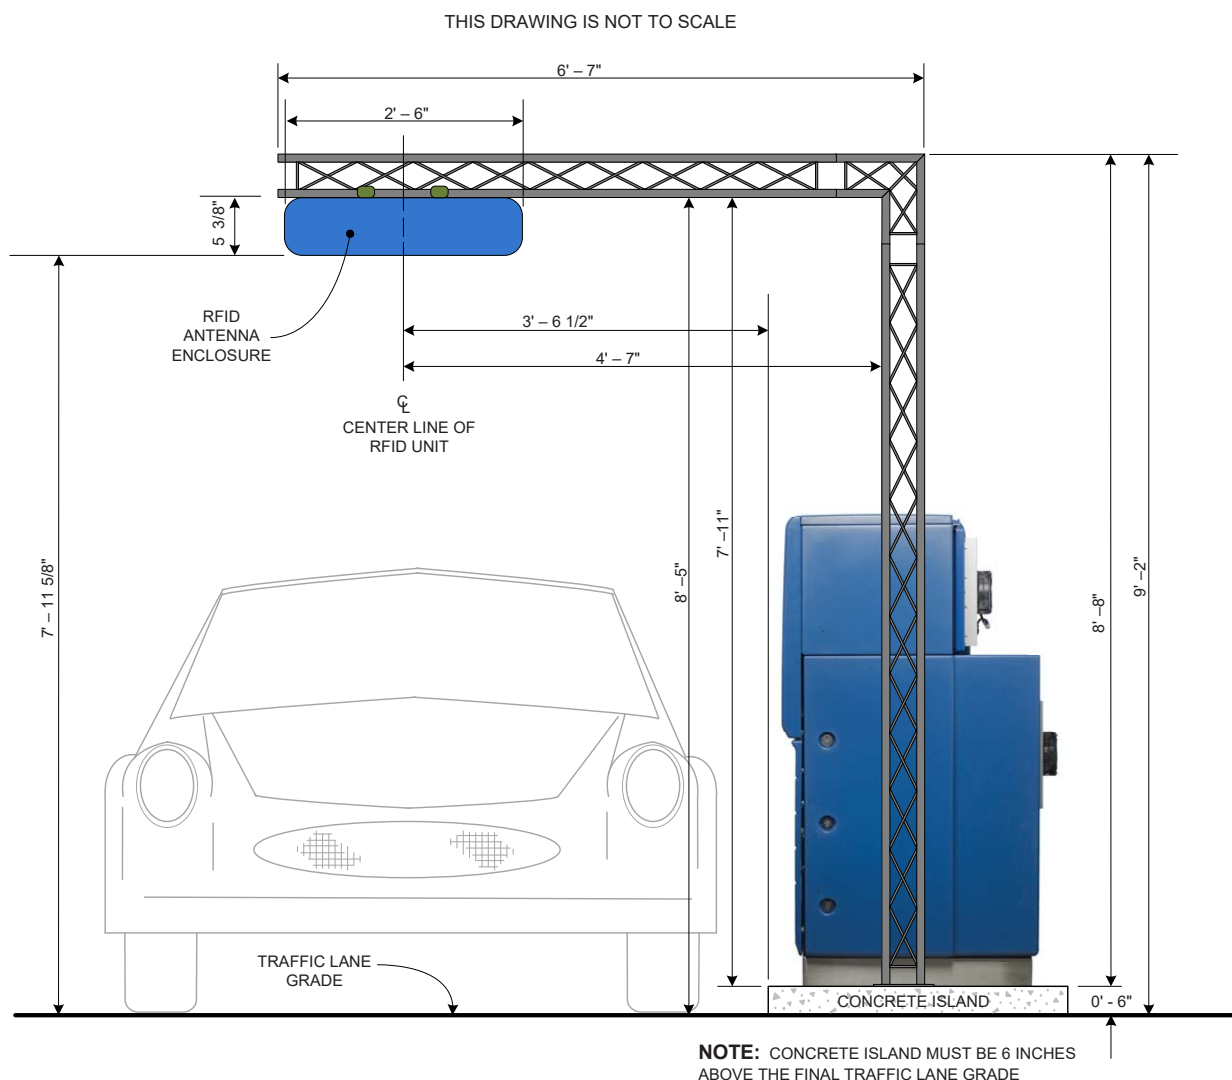 THIS DRAWING IS NOT TO SCALE
6' – 7"
2' – 6"
5 3/8"
RFID
ANTENNA
ENCLOSURE
3' – 6 1/2"
4' – 7"
℄
CENTER LINE OF
RFID UNIT
7' – 11 5/8"
8' –5"
7' –11"
8' –8"
9' –2"
TRAFFIC LANE
GRADE
CONCRETE ISLAND
0' - 6"
NOTE: CONCRETE ISLAND MUST BE 6 INCHES
ABOVE THE FINAL TRAFFIC LANE GRADE